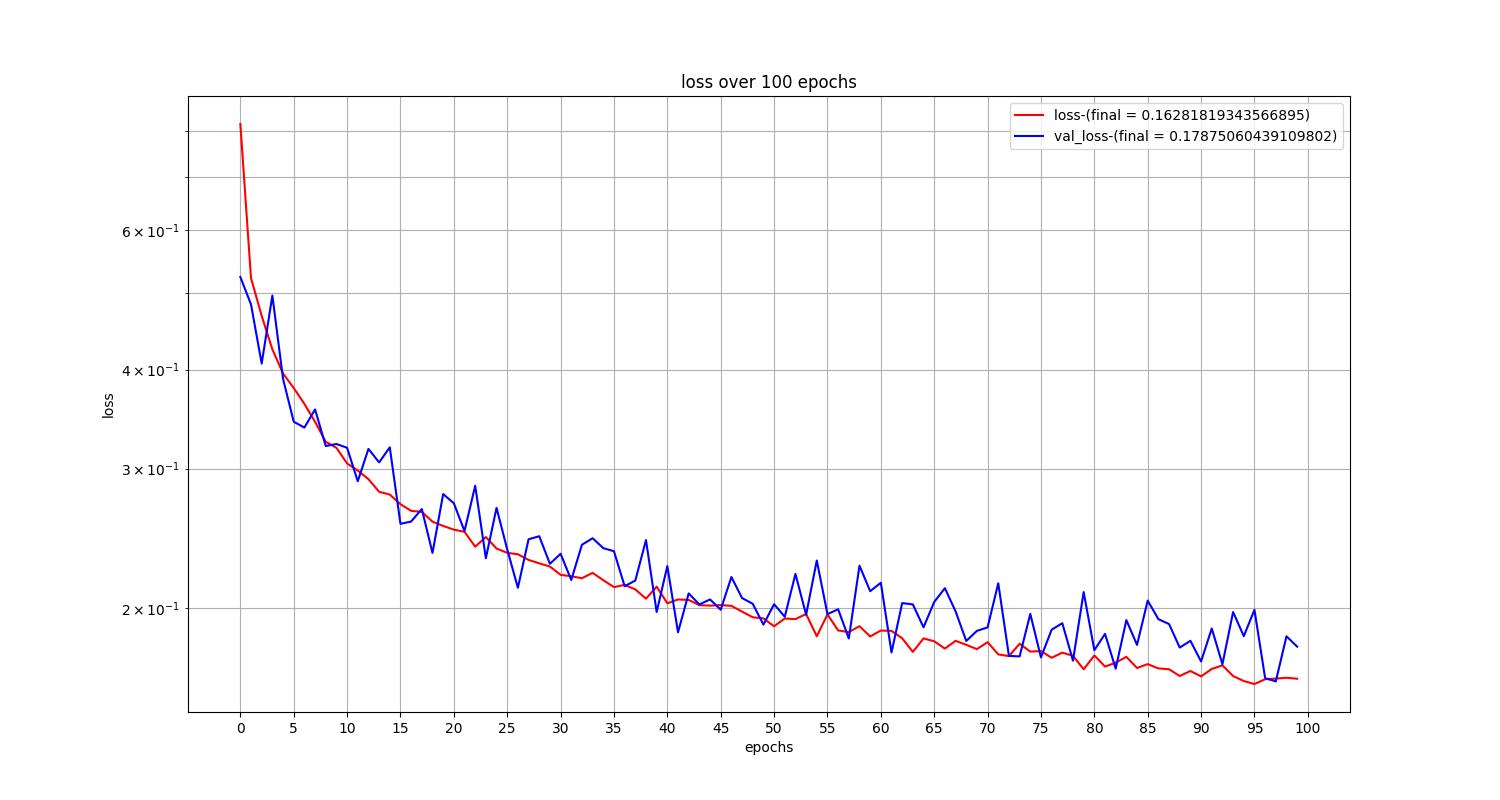 loss over 100 epochs
loss-(final = 0.16281819343566895)
val_loss-(final = 0.17875060439109802)
6 × 10⁻¹
4 × 10⁻¹
3 × 10⁻¹
2 × 10⁻¹
loss
0 5 10 15 20 25 30 35 40 45 50 55 60 65 70 75 80 85 90 95 100
epochs